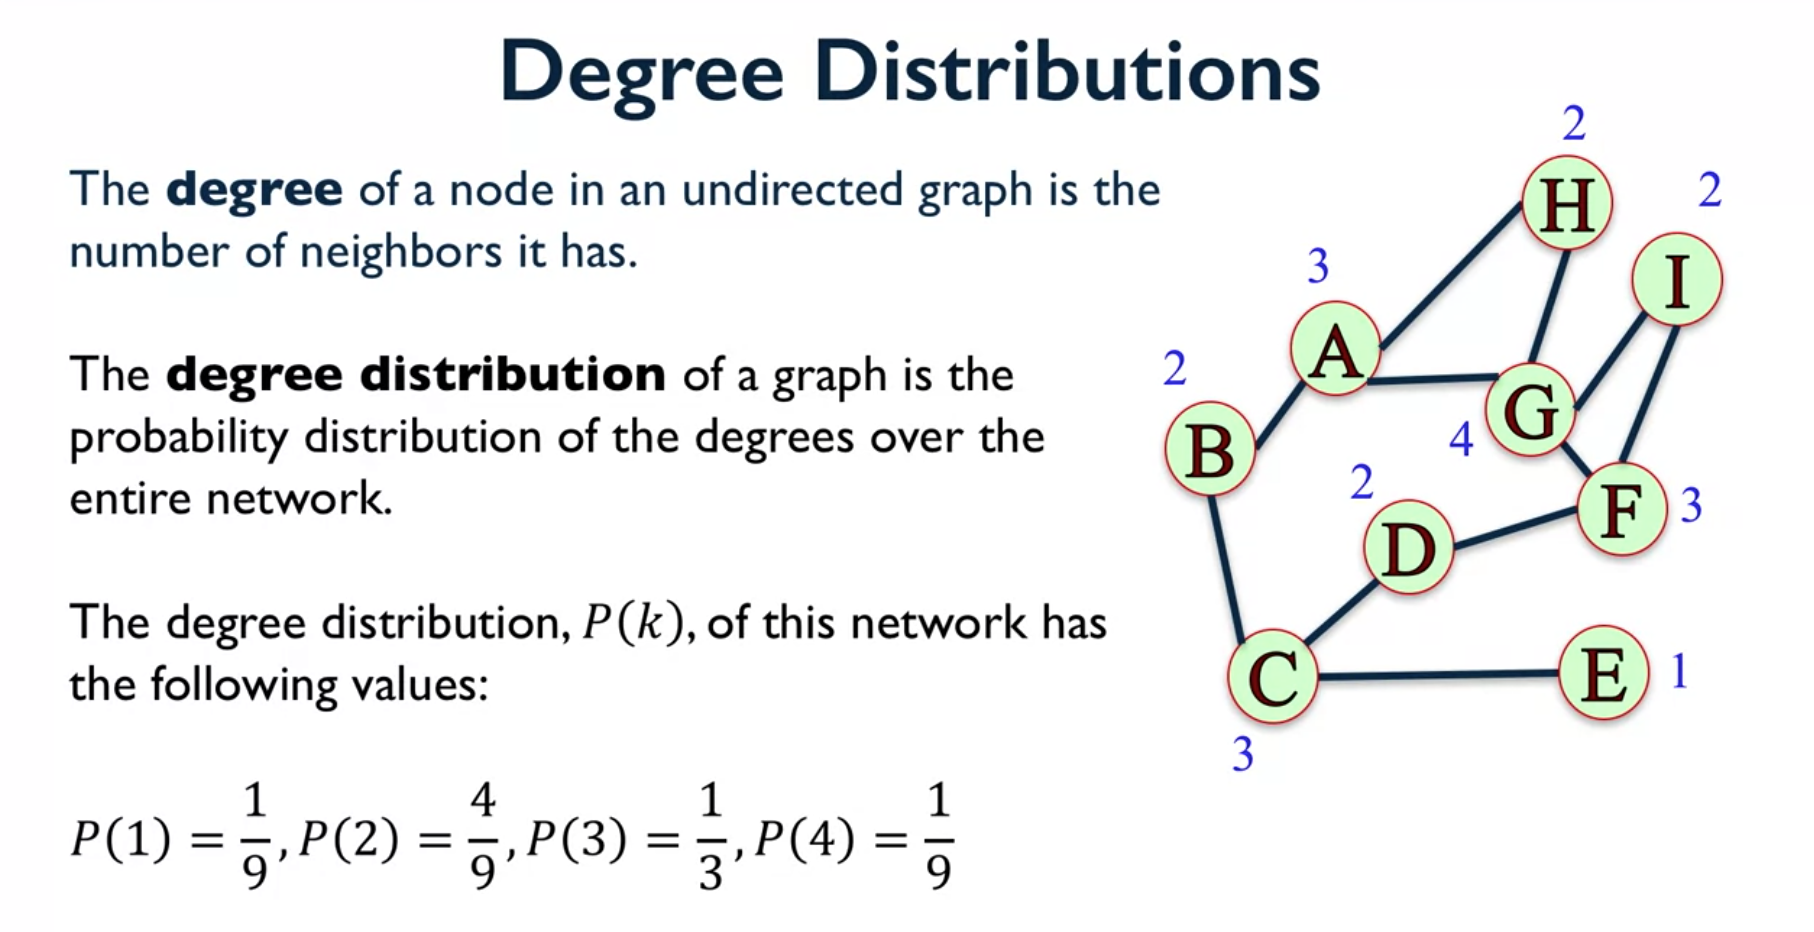 Degree Distributions
The degree of a node in an undirected graph is the
number of neighbors it has.
The degree distribution of a graph is the
probability distribution of the degrees over the
entire network.
The degree distribution, P(k), of this network has
the following values:
P(1) = 1/9, P(2) = 4/9, P(3) = 1/3, P(4) = 1/9
2
H
2
I
3
A
2
B
4
G
2
D
F
3
C
3
E
1